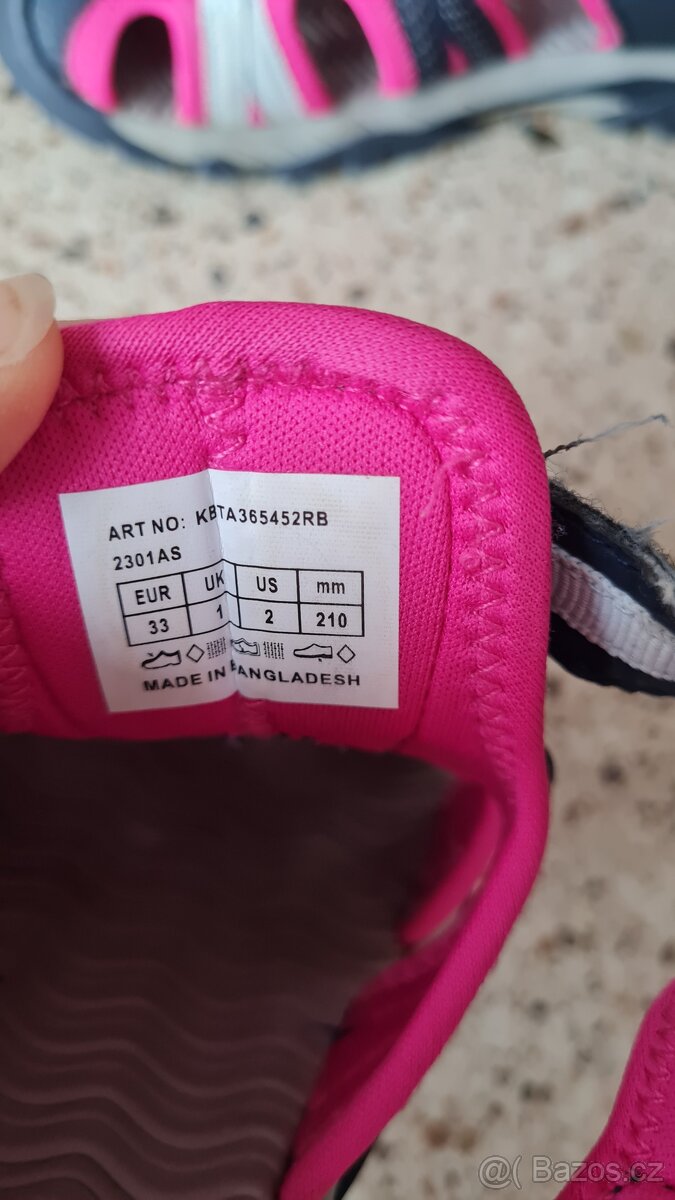 ART NO: KBTA365452RB
2301AS
EUR UK US mm
33 1 2 210
MADE IN BANGLADESH
@( Bazos.cz